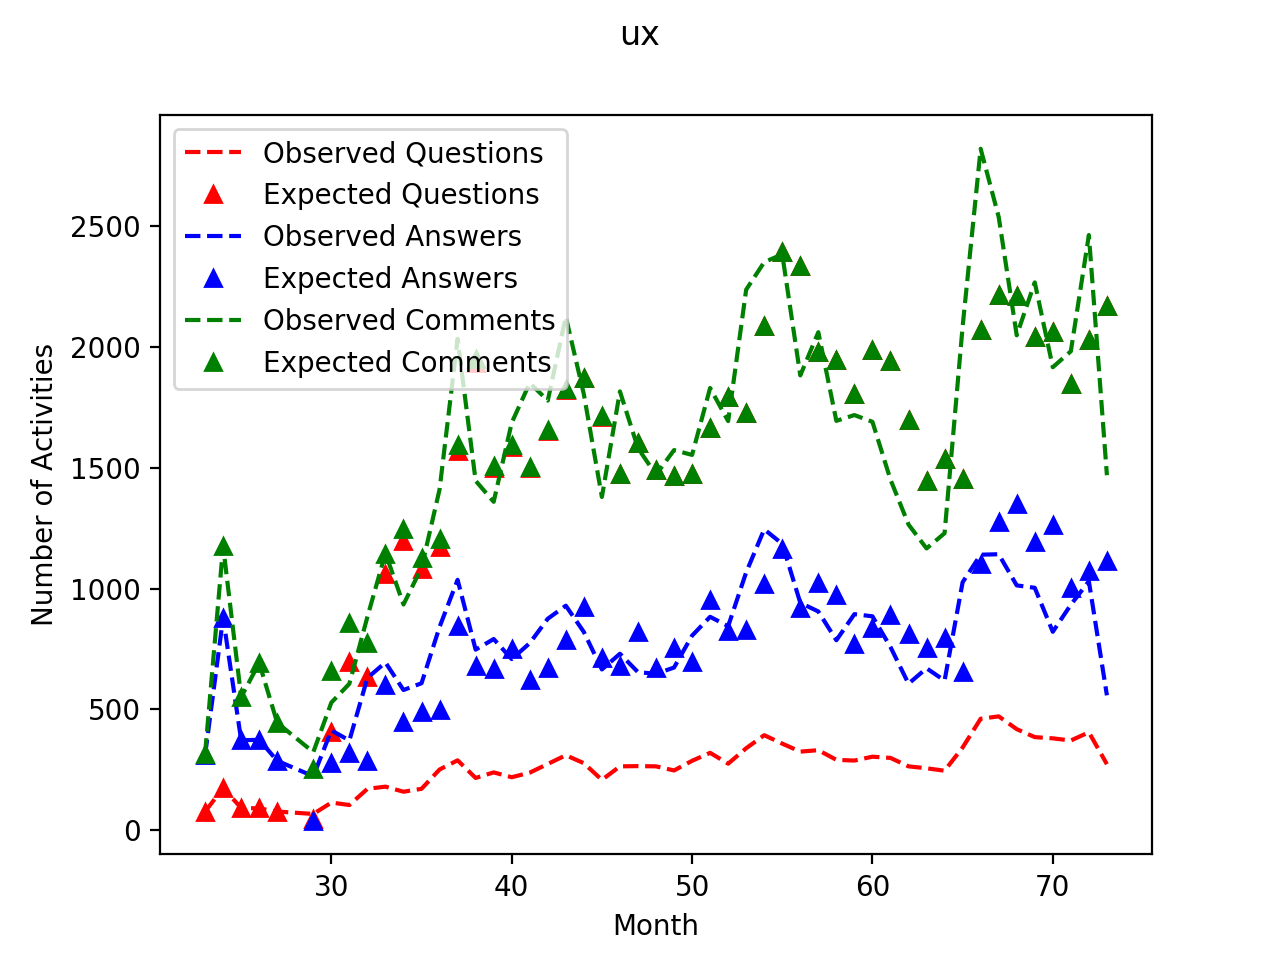 ux
Observed Questions
Expected Questions
Observed Answers
Expected Answers
Observed Comments
Expected Comments
2500
2000
1500
1000
500
0
Number of Activities
30 40 50 60 70
Month